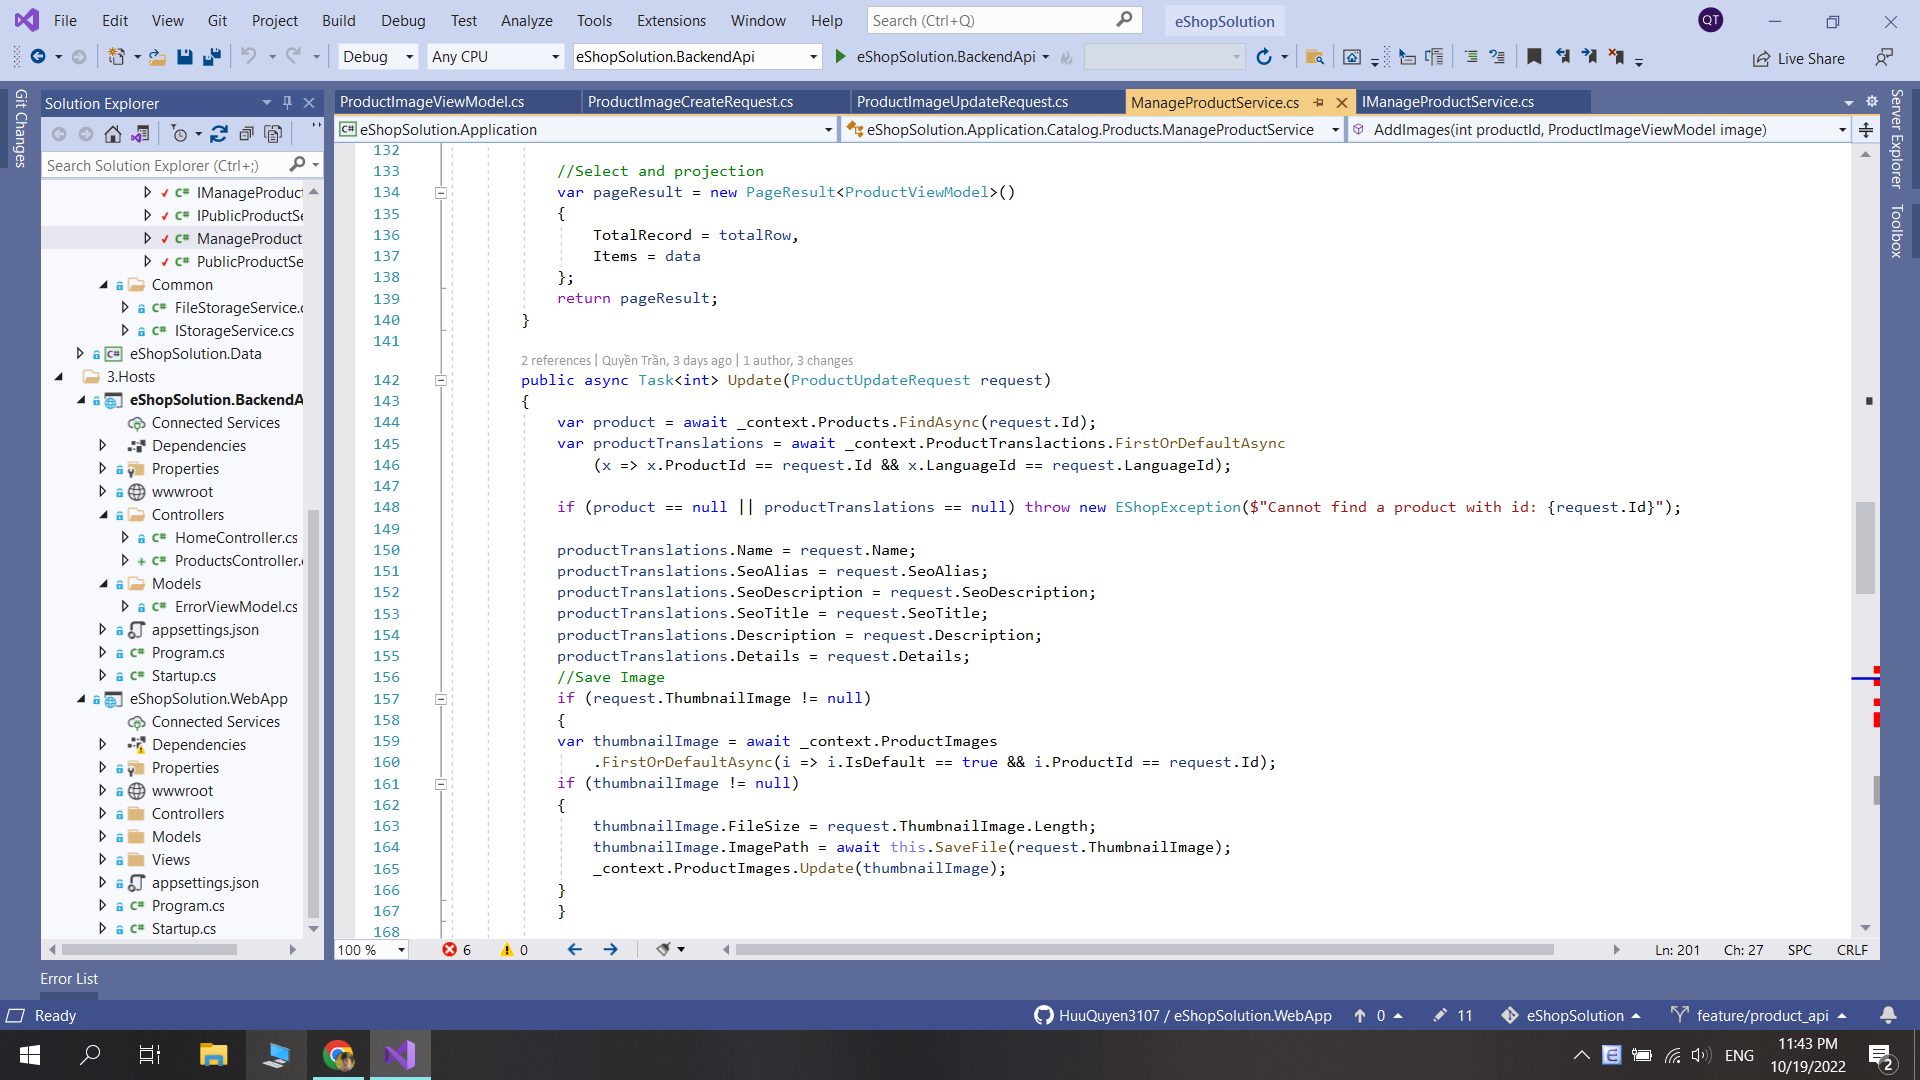 File Edit View Git Project Build Debug Test Analyze Tools Extensions Window Help Search (Ctrl+Q) eShopSolution QT
Debug Any CPU eShopSolution.BackendApi eShopSolution.BackendApi Live Share
Git Changes
Solution Explorer
Search Solution Explorer (Ctrl+;)
C# IManageProduct
C# IPublicProductSe
C# ManageProduct
C# PublicProductSe
Common
C# FileStorageService.c
C# IStorageService.cs
C# eShopSolution.Data
3.Hosts
eShopSolution.BackendA
Connected Services
Dependencies
Properties
wwwroot
Controllers
C# HomeController.cs
C# ProductsController.c
Models
C# ErrorViewModel.cs
appsettings.json
C# Program.cs
C# Startup.cs
eShopSolution.WebApp
Connected Services
Dependencies
Properties
wwwroot
Controllers
Models
Views
appsettings.json
C# Program.cs
C# Startup.cs
ProductImageViewModel.cs ProductImageCreateRequest.cs ProductImageUpdateRequest.cs ManageProductService.cs IManageProductService.cs
C# eShopSolution.Application eShopSolution.Application.Catalog.Products.ManageProductService AddImages(int productId, ProductImageViewModel image)
132
133 //Select and projection
134 var pageResult = new PageResult<ProductViewModel>()
135 {
136 TotalRecord = totalRow,
137 Items = data
138 };
139 return pageResult;
140 }
141
2 references | Quyền Trần, 3 days ago | 1 author, 3 changes
142 public async Task<int> Update(ProductUpdateRequest request)
143 {
144 var product = await _context.Products.FindAsync(request.Id);
145 var productTranslations = await _context.ProductTranslactions.FirstOrDefaultAsync
146 (x => x.ProductId == request.Id && x.LanguageId == request.LanguageId);
147
148 if (product == null || productTranslations == null) throw new EShopException($"Cannot find a product with id: {request.Id}");
149
150 productTranslations.Name = request.Name;
151 productTranslations.SeoAlias = request.SeoAlias;
152 productTranslations.SeoDescription = request.SeoDescription;
153 productTranslations.SeoTitle = request.SeoTitle;
154 productTranslations.Description = request.Description;
155 productTranslations.Details = request.Details;
156 //Save Image
157 if (request.ThumbnailImage != null)
158 {
159 var thumbnailImage = await _context.ProductImages
160 .FirstOrDefaultAsync(i => i.IsDefault == true && i.ProductId == request.Id);
161 if (thumbnailImage != null)
162 {
163 thumbnailImage.FileSize = request.ThumbnailImage.Length;
164 thumbnailImage.ImagePath = await this.SaveFile(request.ThumbnailImage);
165 _context.ProductImages.Update(thumbnailImage);
166 }
167 }
168
100 % 6 0 Ln: 201 Ch: 27 SPC CRLF
Server Explorer
Toolbox
Error List
Ready HuuQuyen3107 / eShopSolution.WebApp 0 11 eShopSolution feature/product_api
ENG 11:43 PM
10/19/2022
2